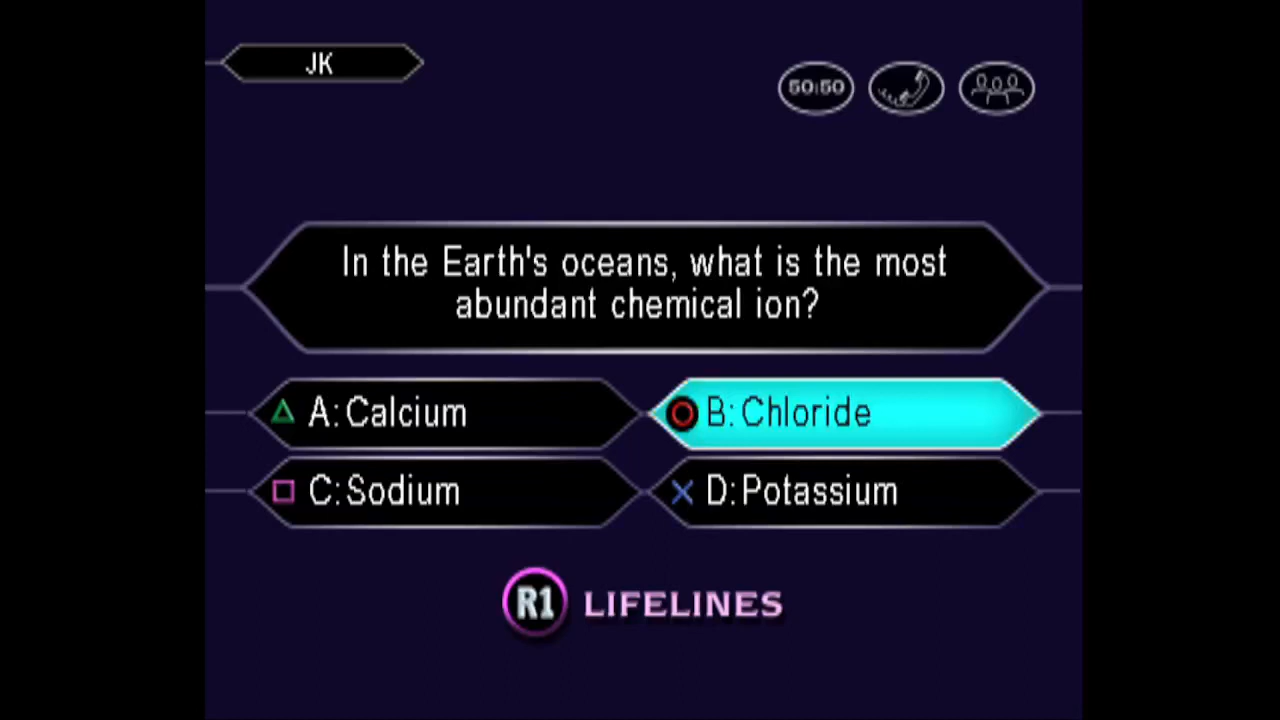 JK
50:50
In the Earth's oceans, what is the most
abundant chemical ion?
A:Calcium
B:Chloride
C:Sodium
D:Potassium
R1 LIFELINES